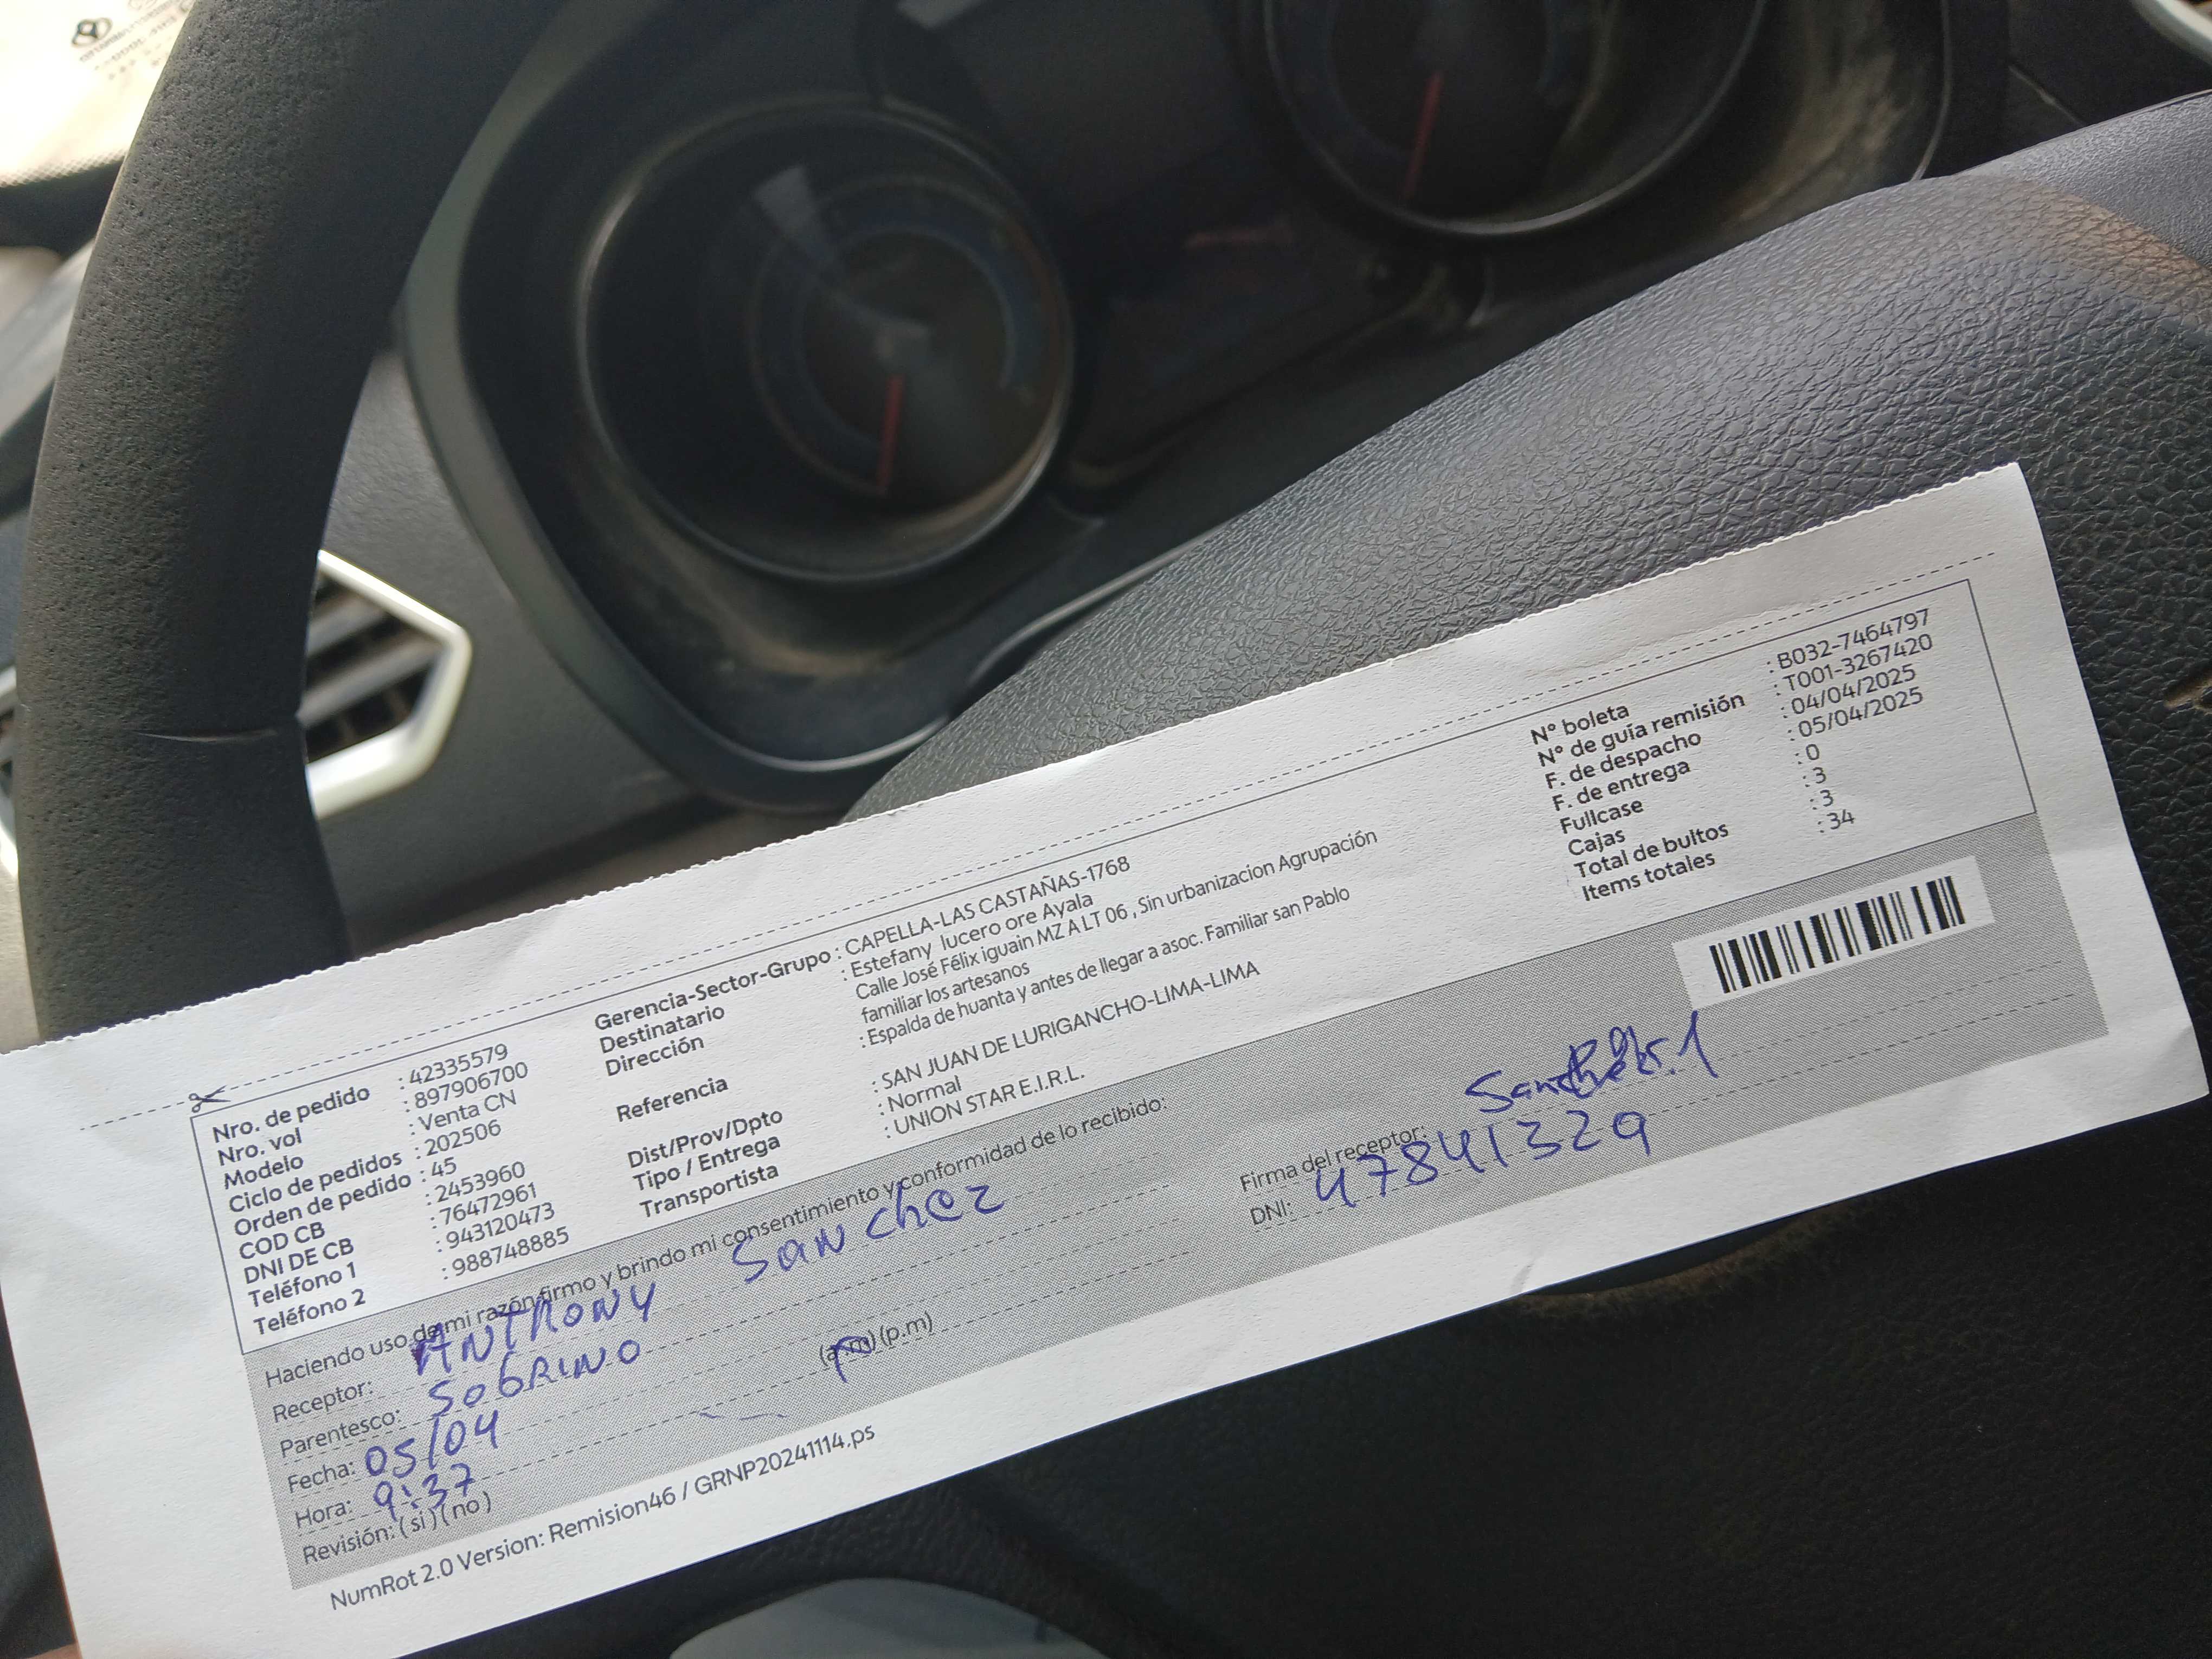 Nro. de pedido : 42335579
Nro. vol : 897906700
Modelo : Venta CN
Ciclo de pedidos : 202506
Orden de pedido : 45
COD CB : 2453960
DNI DE CB : 76472961
Teléfono 1 : 943120473
Teléfono 2 : 988748885
Gerencia-Sector-Grupo : CAPELLA-LAS CASTAÑAS-1768
Destinatario : Estefany lucero ore Ayala
Dirección Calle José Félix iguain MZ A LT 06 , Sin urbanizacion Agrupación
familiar los artesanos
Referencia : Espalda de huanta y antes de llegar a asoc. Familiar san Pablo
Dist/Prov/Dpto : SAN JUAN DE LURIGANCHO-LIMA-LIMA
Tipo / Entrega : Normal
Transportista : UNION STAR E.I.R.L.
N° boleta : B032-7464797
N° de guía remisión : T001-3267420
F. de despacho : 04/04/2025
F. de entrega : 05/04/2025
Fullcase : 0
Cajas : 3
Total de bultos : 3
Items totales : 34
Haciendo uso de mi razón firmo y brindo mi consentimiento y conformidad de lo recibido:
Receptor: ANTHONY SANchez
Parentesco: SobRINO
Fecha: 05/04
Hora: 9:37 (a.m) (p.m)
Revisión: ( si ) ( no )
Firma del receptor:
DNI: 47841329
NumRot 2.0 Version: Remision46 / GRNP20241114.ps